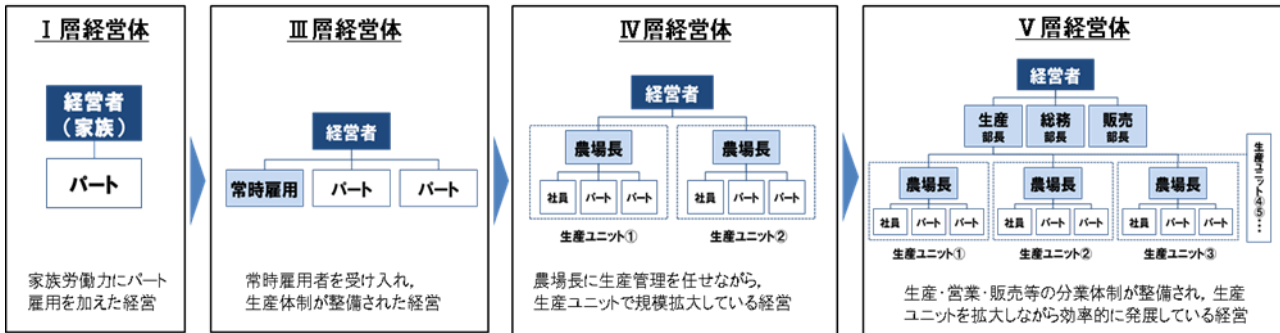 Ⅰ層経営体
経営者
(家族)
パート
家族労働力にパート
雇用を加えた経営
Ⅲ層経営体
経営者
常時雇用
パート
パート
常時雇用者を受け入れ,
生産体制が整備された経営
Ⅳ層経営体
経営者
農場長
農場長
社員
パート
パート
社員
パート
パート
生産ユニット①
生産ユニット②
農場長に生産管理を任せながら,
生産ユニットで規模拡大している経営
Ⅴ層経営体
経営者
生産
部長
総務
部長
販売
部長
農場長
農場長
農場長
社員
パート
パート
社員
パート
パート
社員
パート
パート
生産ユニット①
生産ユニット②
生産ユニット③
生産ユニット④⑤…
生産・営業・販売等の分業体制が整備され, 生産
ユニットを拡大しながら効率的に発展している経営